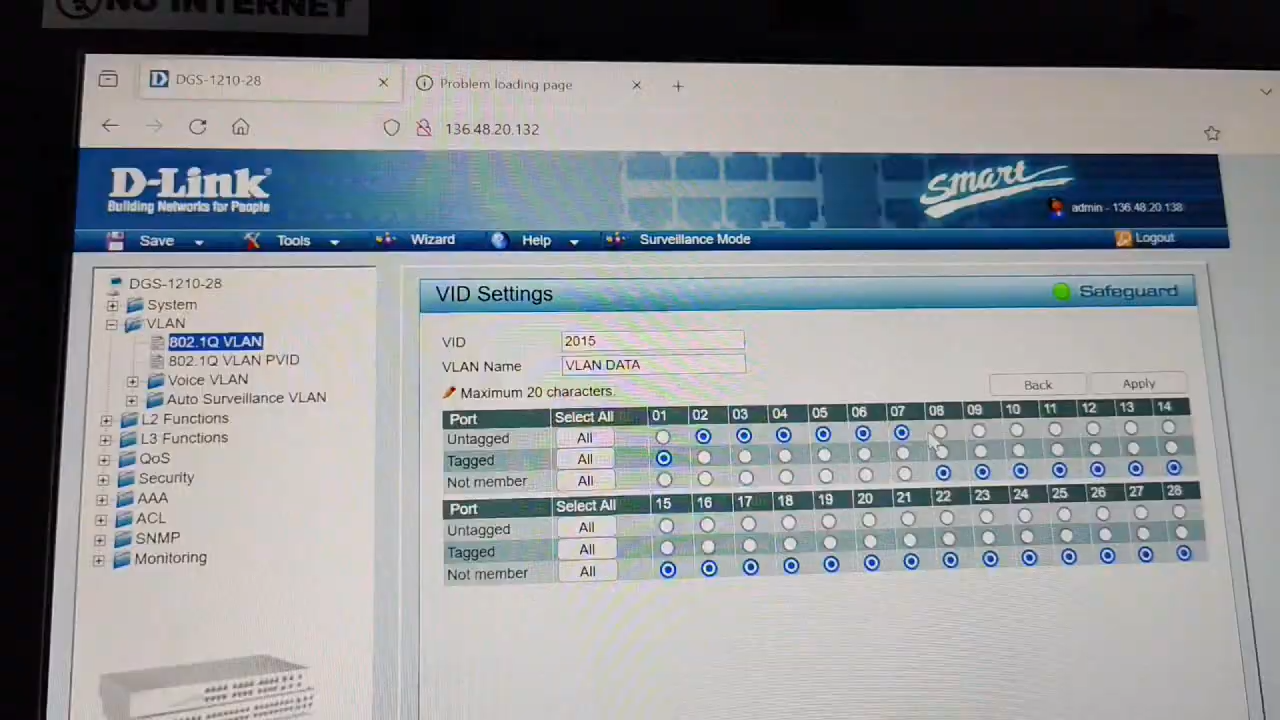 NO INTERNET
DGS-1210-28
Problem loading page
136.48.20.132
D-Link
Building Networks for People
smart
admin - 136.48.20.138
Save Tools Wizard Help Surveillance Mode Logout
DGS-1210-28
System
VLAN
802.1Q VLAN
802.1Q VLAN PVID
Voice VLAN
Auto Surveillance VLAN
L2 Functions
L3 Functions
QoS
Security
AAA
ACL
SNMP
Monitoring
VID Settings Safeguard
VID 2015
VLAN Name VLAN DATA
Maximum 20 characters.
Back Apply
Port Select All 01 02 03 04 05 06 07 08 09 10 11 12 13 14
Untagged All
Tagged All
Not member All
Port Select All 15 16 17 18 19 20 21 22 23 24 25 26 27 28
Untagged All
Tagged All
Not member All